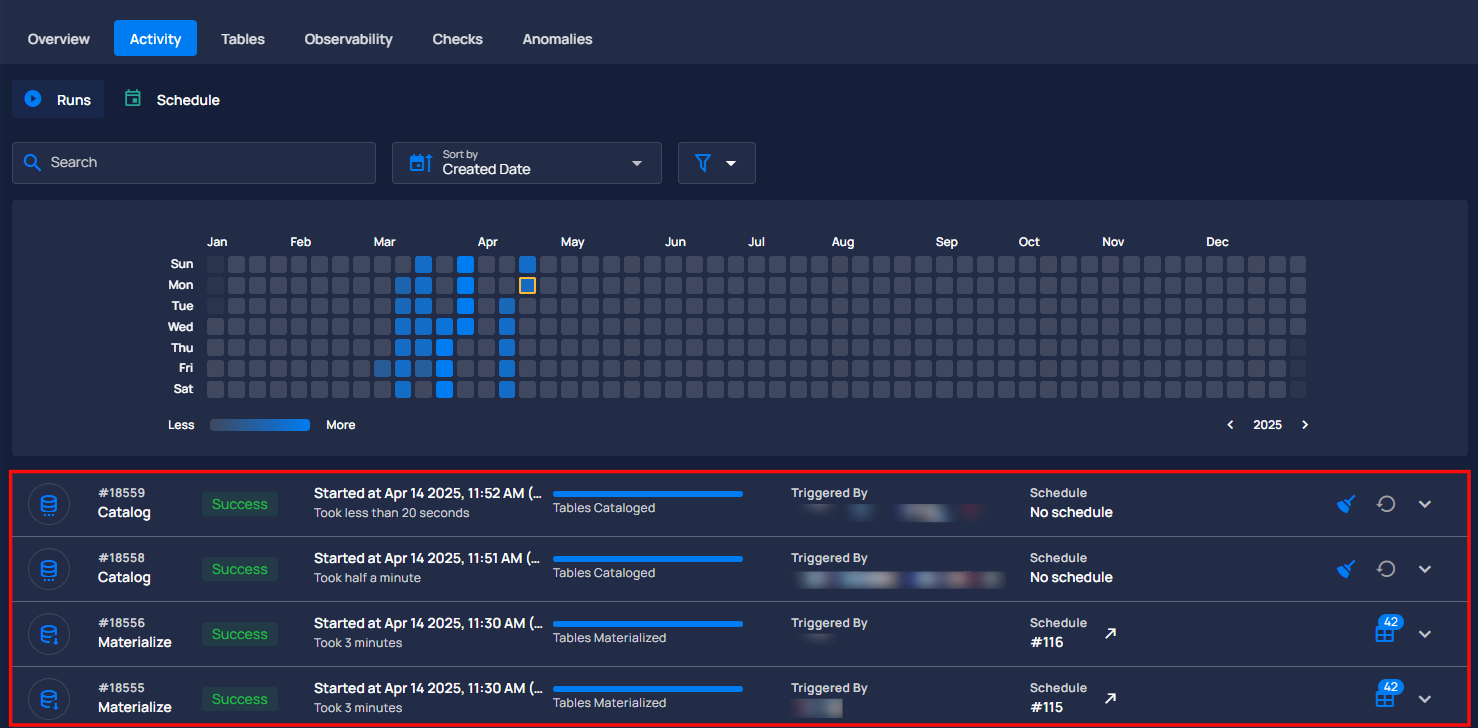 Overview Activity Tables Observability Checks Anomalies
Runs Schedule
Search
Sort by
Created Date
Jan Feb Mar Apr May Jun Jul Aug Sep Oct Nov Dec
Sun
Mon
Tue
Wed
Thu
Fri
Sat
Less More 2025
#18559 Started at Apr 14 2025, 11:52 AM (... Triggered By Schedule
Catalog Success Took less than 20 seconds Tables Cataloged No schedule
#18558 Started at Apr 14 2025, 11:51 AM (... Triggered By Schedule
Catalog Success Took half a minute Tables Cataloged No schedule
#18556 Started at Apr 14 2025, 11:30 AM (... Triggered By Schedule 42
Materialize Success Took 3 minutes Tables Materialized #116
#18555 Started at Apr 14 2025, 11:30 AM (... Triggered By Schedule 42
Materialize Success Took 3 minutes Tables Materialized #115